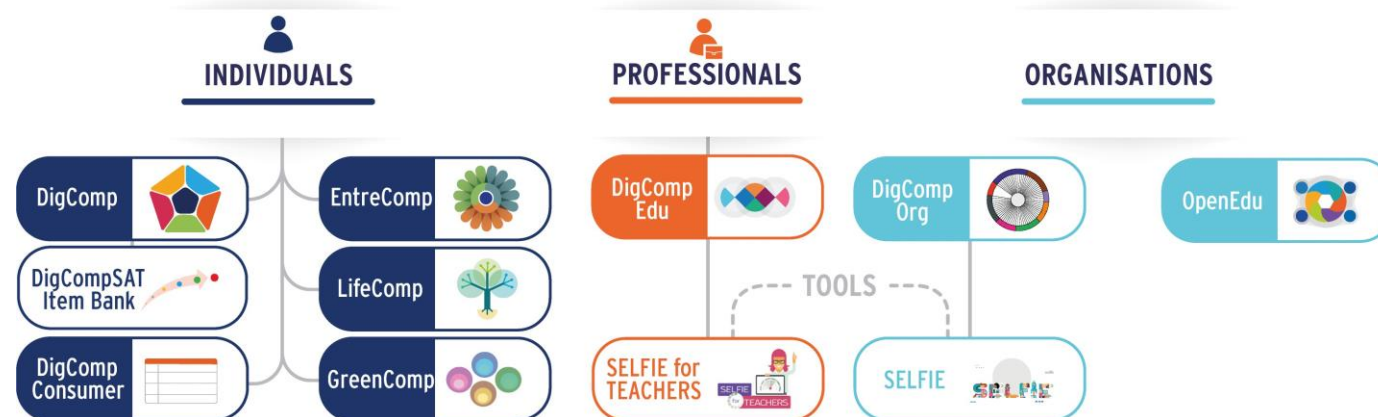 INDIVIDUALS
PROFESSIONALS
ORGANISATIONS
DigComp
EntreComp
DigComp
Edu
DigComp
Org
OpenEdu
DigCompSAT
Item Bank
LifeComp
TOOLS
DigComp
Consumer
GreenComp
SELFIE for
TEACHERS
SELFIE
for
TEACHERS
SELFIE
SELFIE